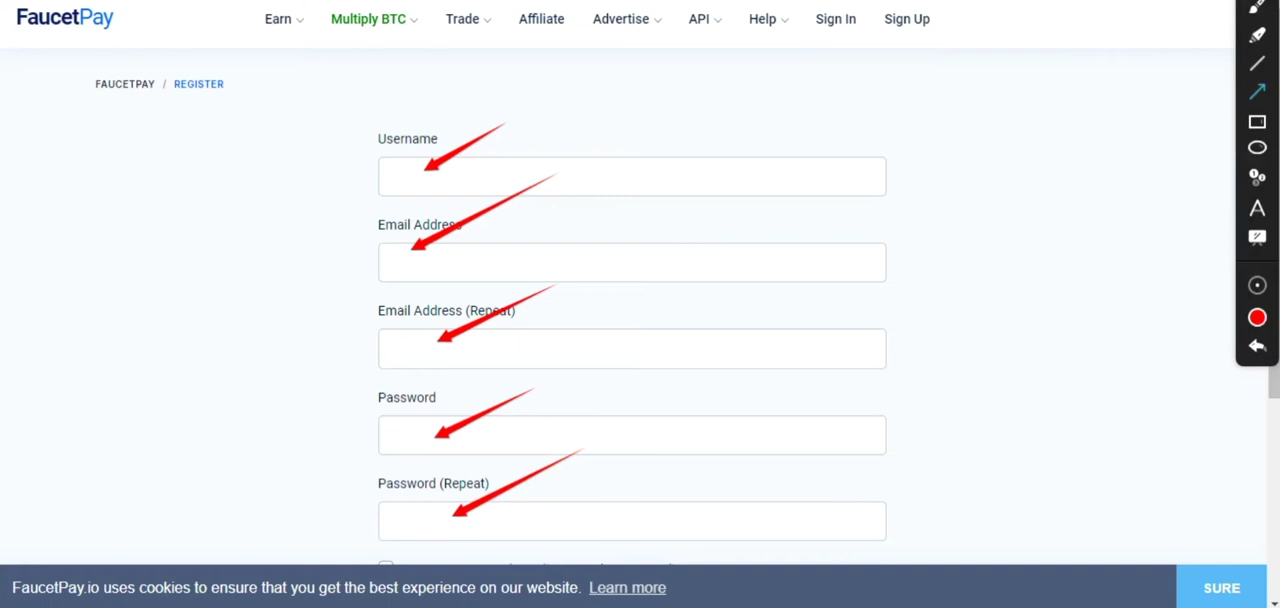 FaucetPay Earn Multiply BTC Trade Affiliate Advertise API Help Sign In Sign Up
FAUCETPAY / REGISTER
Username
Email Address
Email Address (Repeat)
Password
Password (Repeat)
FaucetPay.io uses cookies to ensure that you get the best experience on our website. Learn more SURE